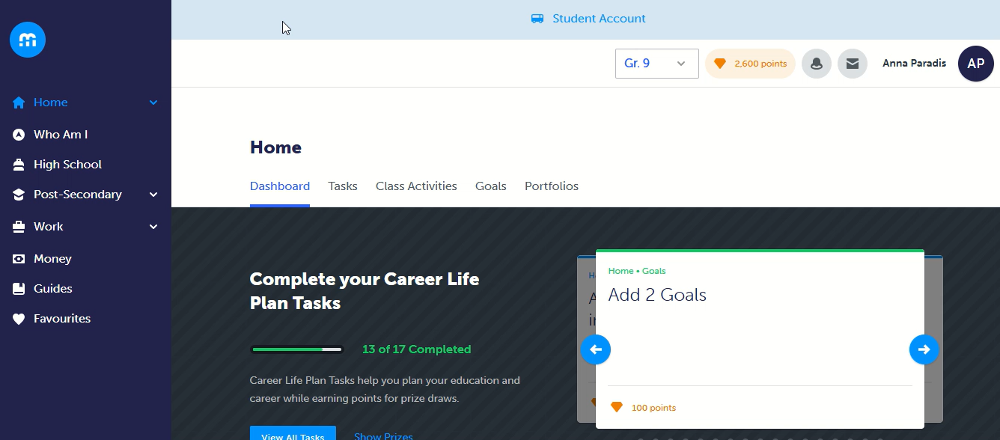 Student Account
m
Gr. 9
2,600 points
Anna Paradis
AP
Home
Who Am I
High School
Post-Secondary
Work
Money
Guides
Favourites
Home
Dashboard
Tasks
Class Activities
Goals
Portfolios
Complete your Career Life
Plan Tasks
13 of 17 Completed
Career Life Plan Tasks help you plan your education and
career while earning points for prize draws.
View All Tasks
Show Prizes
Home • Goals
Add 2 Goals
100 points